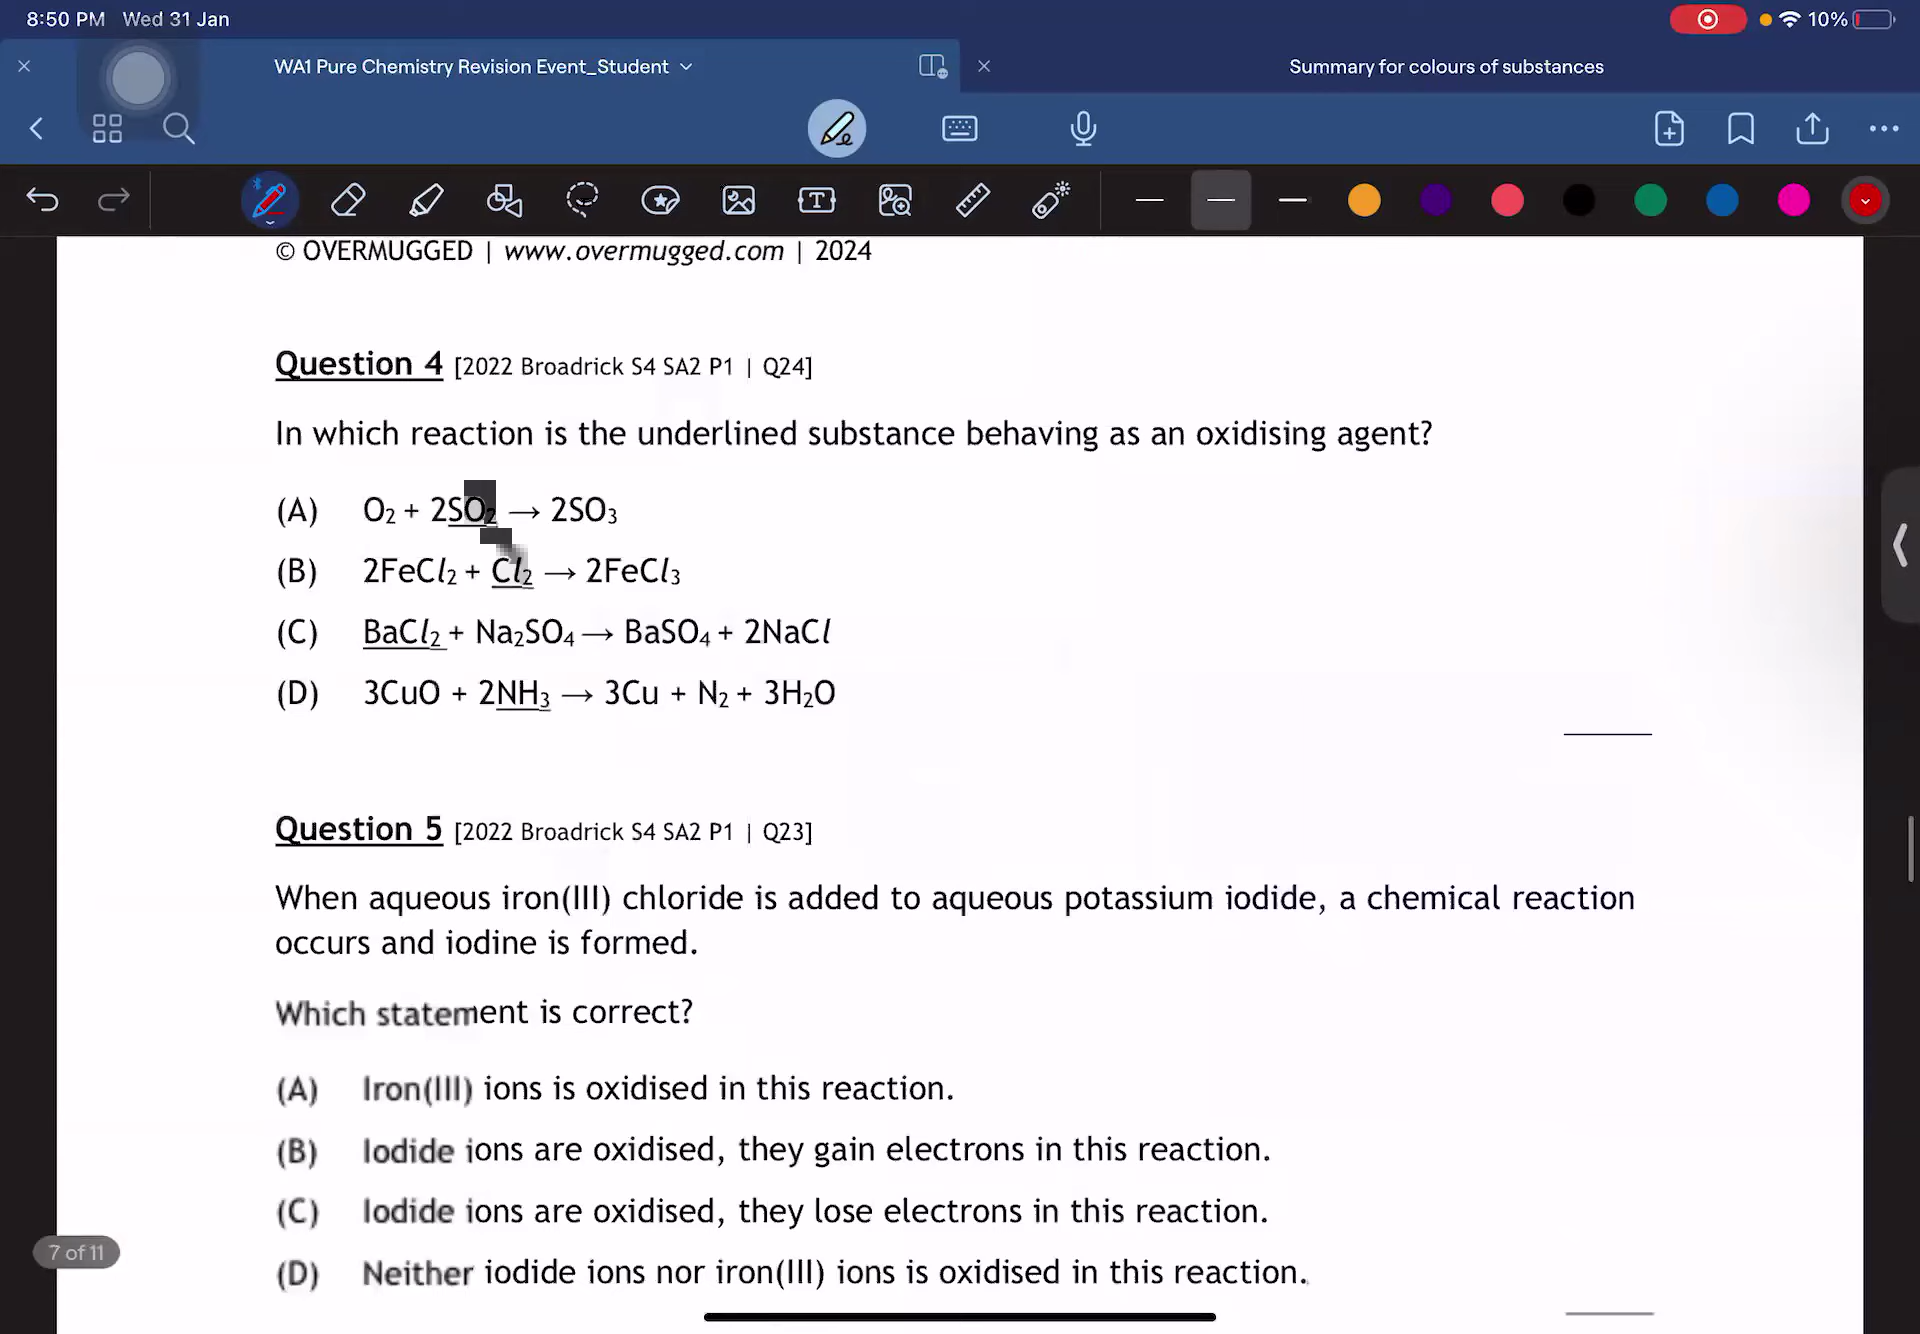 8:50 PM Wed 31 Jan
10%
WA1 Pure Chemistry Revision Event_Student
Summary for colours of substances
© OVERMUGGED | www.overmugged.com | 2024
Question 4 [2022 Broadrick S4 SA2 P1 | Q24]
In which reaction is the underlined substance behaving as an oxidising agent?
(A) O₂ + 2SO₂ → 2SO₃
(B) 2FeCl₂ + Cl₂ → 2FeCl₃
(C) BaCl₂ + Na₂SO₄ → BaSO₄ + 2NaCl
(D) 3CuO + 2NH₃ → 3Cu + N₂ + 3H₂O
Question 5 [2022 Broadrick S4 SA2 P1 | Q23]
When aqueous iron(III) chloride is added to aqueous potassium iodide, a chemical reaction
occurs and iodine is formed.
Which statement is correct?
(A) Iron(III) ions is oxidised in this reaction.
(B) Iodide ions are oxidised, they gain electrons in this reaction.
(C) Iodide ions are oxidised, they lose electrons in this reaction.
(D) Neither iodide ions nor iron(III) ions is oxidised in this reaction.
7 of 11